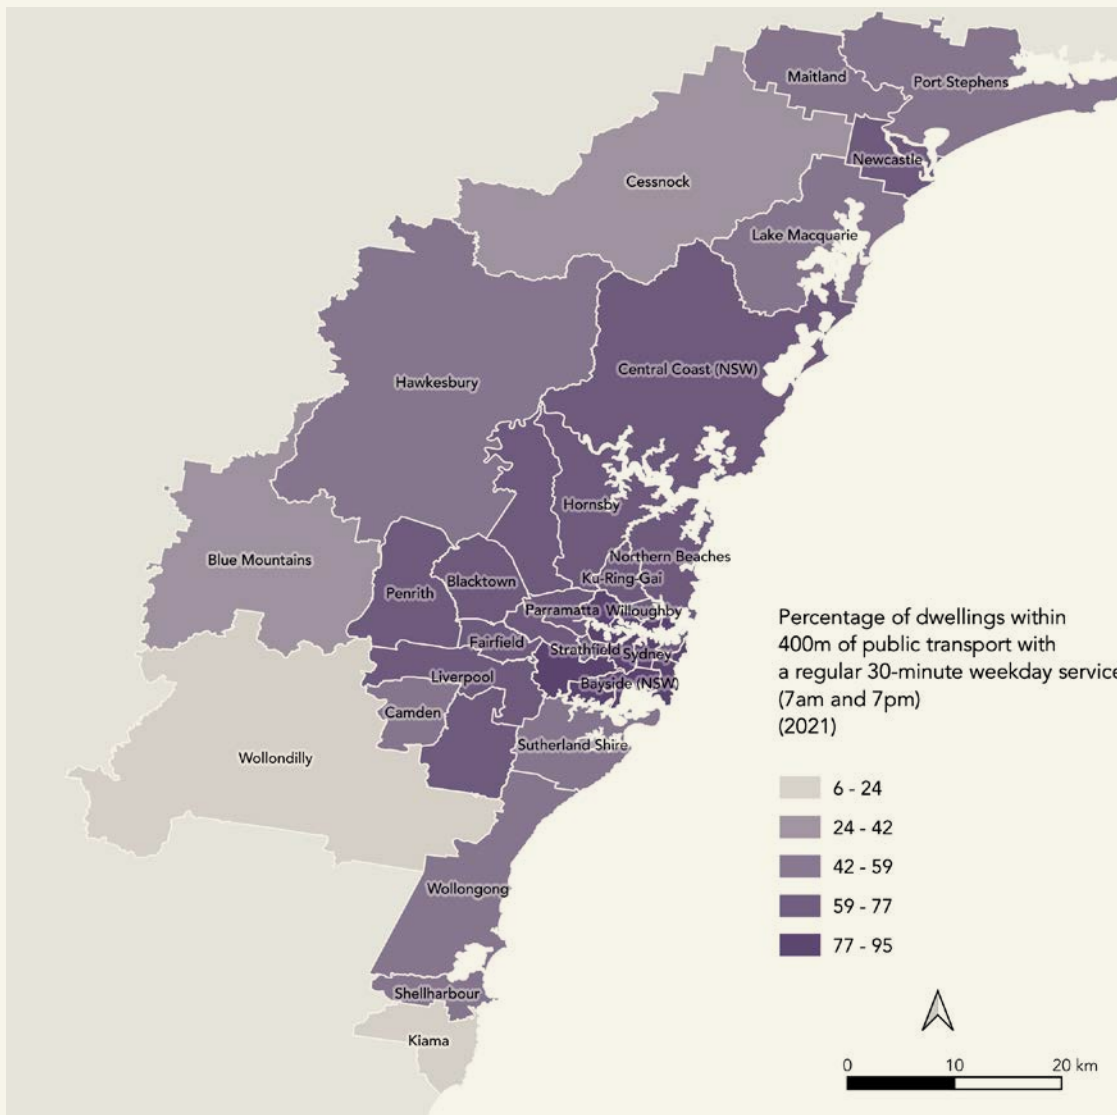 Maitland
Port Stephens
Newcastle
Cessnock
Lake Macquarie
Central Coast (NSW)
Hawkesbury
Hornsby
Northern Beaches
Blue Mountains
Ku-Ring-Gai
Blacktown
Penrith
Parramatta
Willoughby
Fairfield
Strathfield
Sydney
Liverpool
Bayside (NSW)
Camden
Sutherland Shire
Wollondilly
Wollongong
Shellharbour
Kiama
Percentage of dwellings within
400m of public transport with
a regular 30-minute weekday service
(7am and 7pm)
(2021)
6 - 24
24 - 42
42 - 59
59 - 77
77 - 95
0 10 20 km